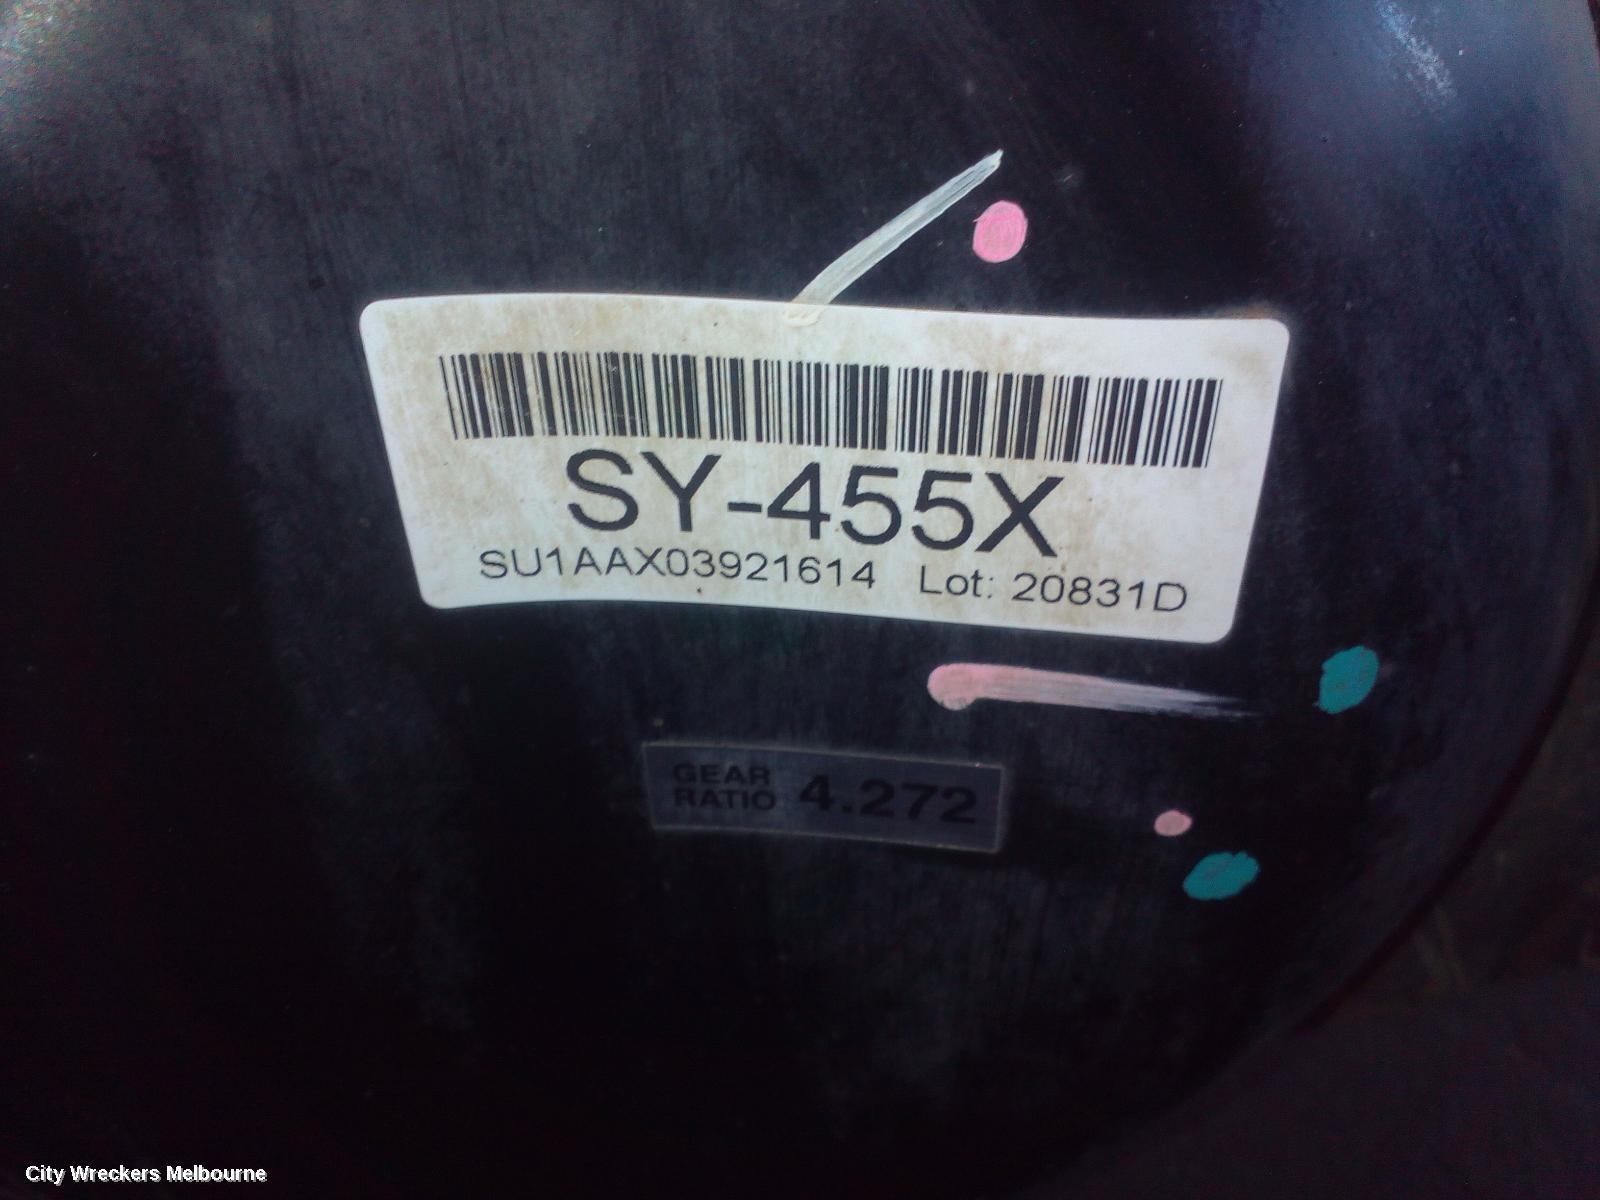 SY-455X
SU1AAX03921614 Lot: 20831D
GEAR
RATIO 4.272
City Wreckers Melbourne